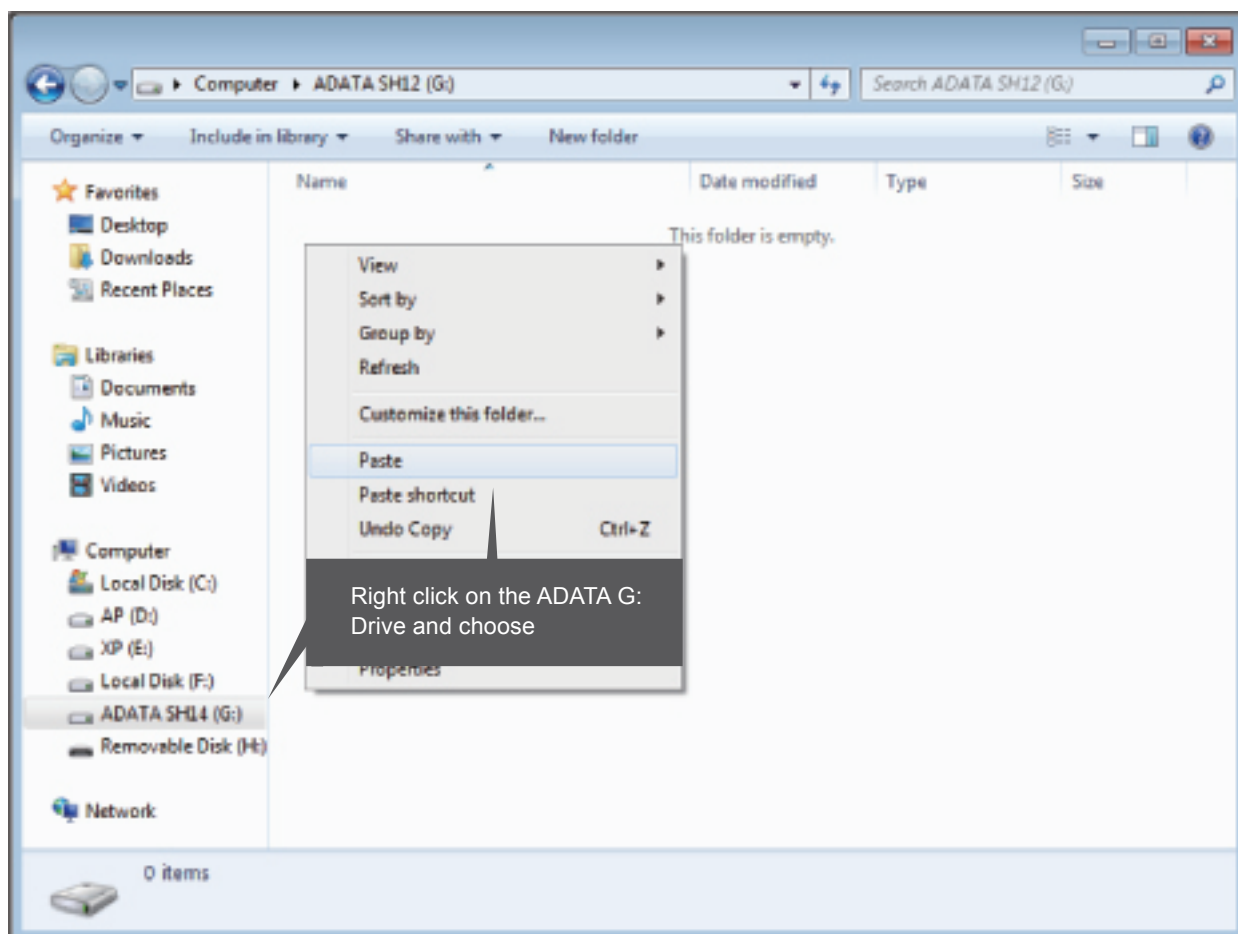 Computer ▸ ADATA SH12 (G:)
Search ADATA SH12 (G:)
Organize
Include in library
Share with
New folder
Name
Date modified
Type
Size
This folder is empty.
Favorites
Desktop
Downloads
Recent Places
Libraries
Documents
Music
Pictures
Videos
Computer
Local Disk (C:)
AP (D:)
XP (E:)
Local Disk (F:)
ADATA SH14 (G:)
Removable Disk (H:)
Network
View
Sort by
Group by
Refresh
Customize this folder...
Paste
Paste shortcut
Undo Copy Ctrl+Z
Right click on the ADATA G:
Drive and choose
Properties
0 items